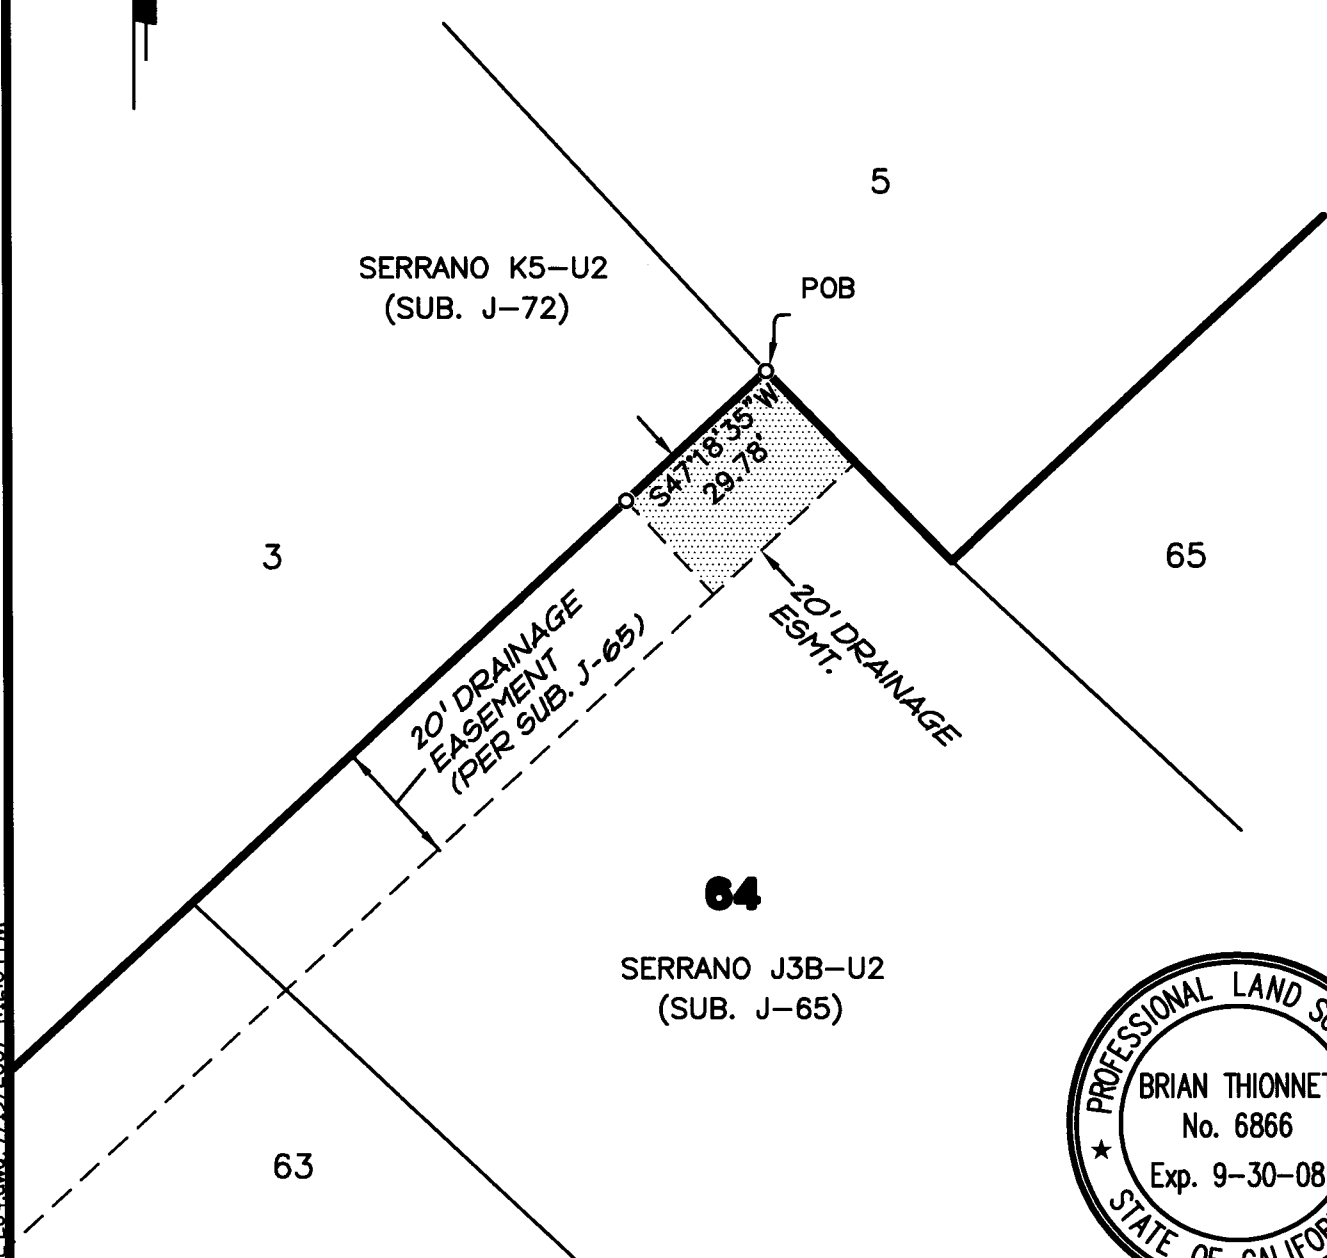 5
SERRANO K5-U2
(SUB. J-72)
POB
S47°18'35"W
29.78'
3
65
20' DRAINAGE
ESMT.
20' DRAINAGE
EASEMENT
(PER SUB. J-65)
64
SERRANO J3B-U2
(SUB. J-65)
63
PROFESSIONAL LAND
BRIAN THIONNET
No. 6866
Exp. 9-30-08
STATE OF